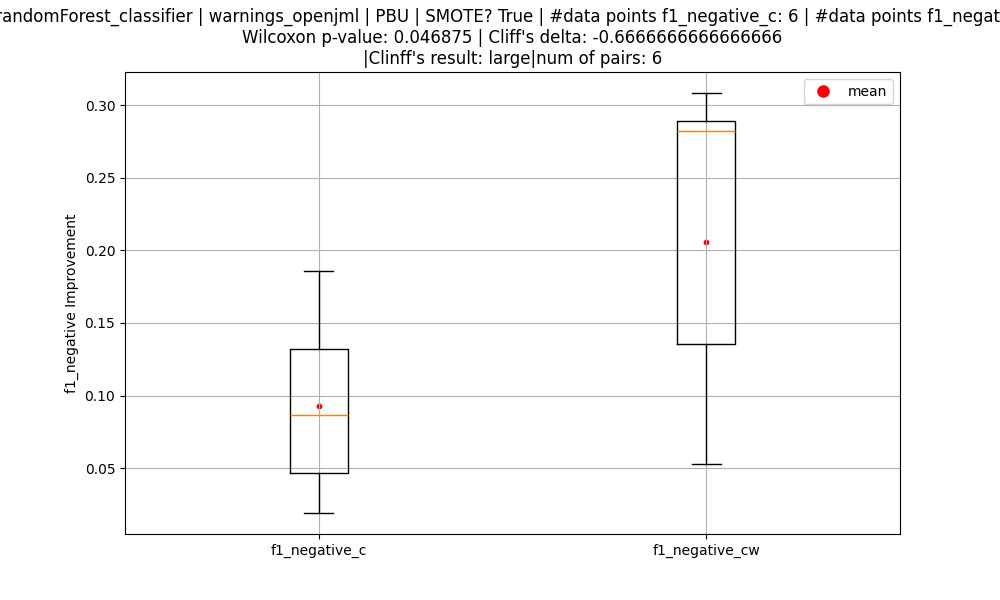 randomForest_classifier | warnings_openjml | PBU | SMOTE? True | #data points f1_negative_c: 6 | #data points f1_negat
Wilcoxon p-value: 0.046875 | Cliff's delta: -0.6666666666666666
|Clinff's result: large|num of pairs: 6
mean
0.30
0.25
0.20
0.15
0.10
0.05
f1_negative Improvement
f1_negative_c
f1_negative_cw